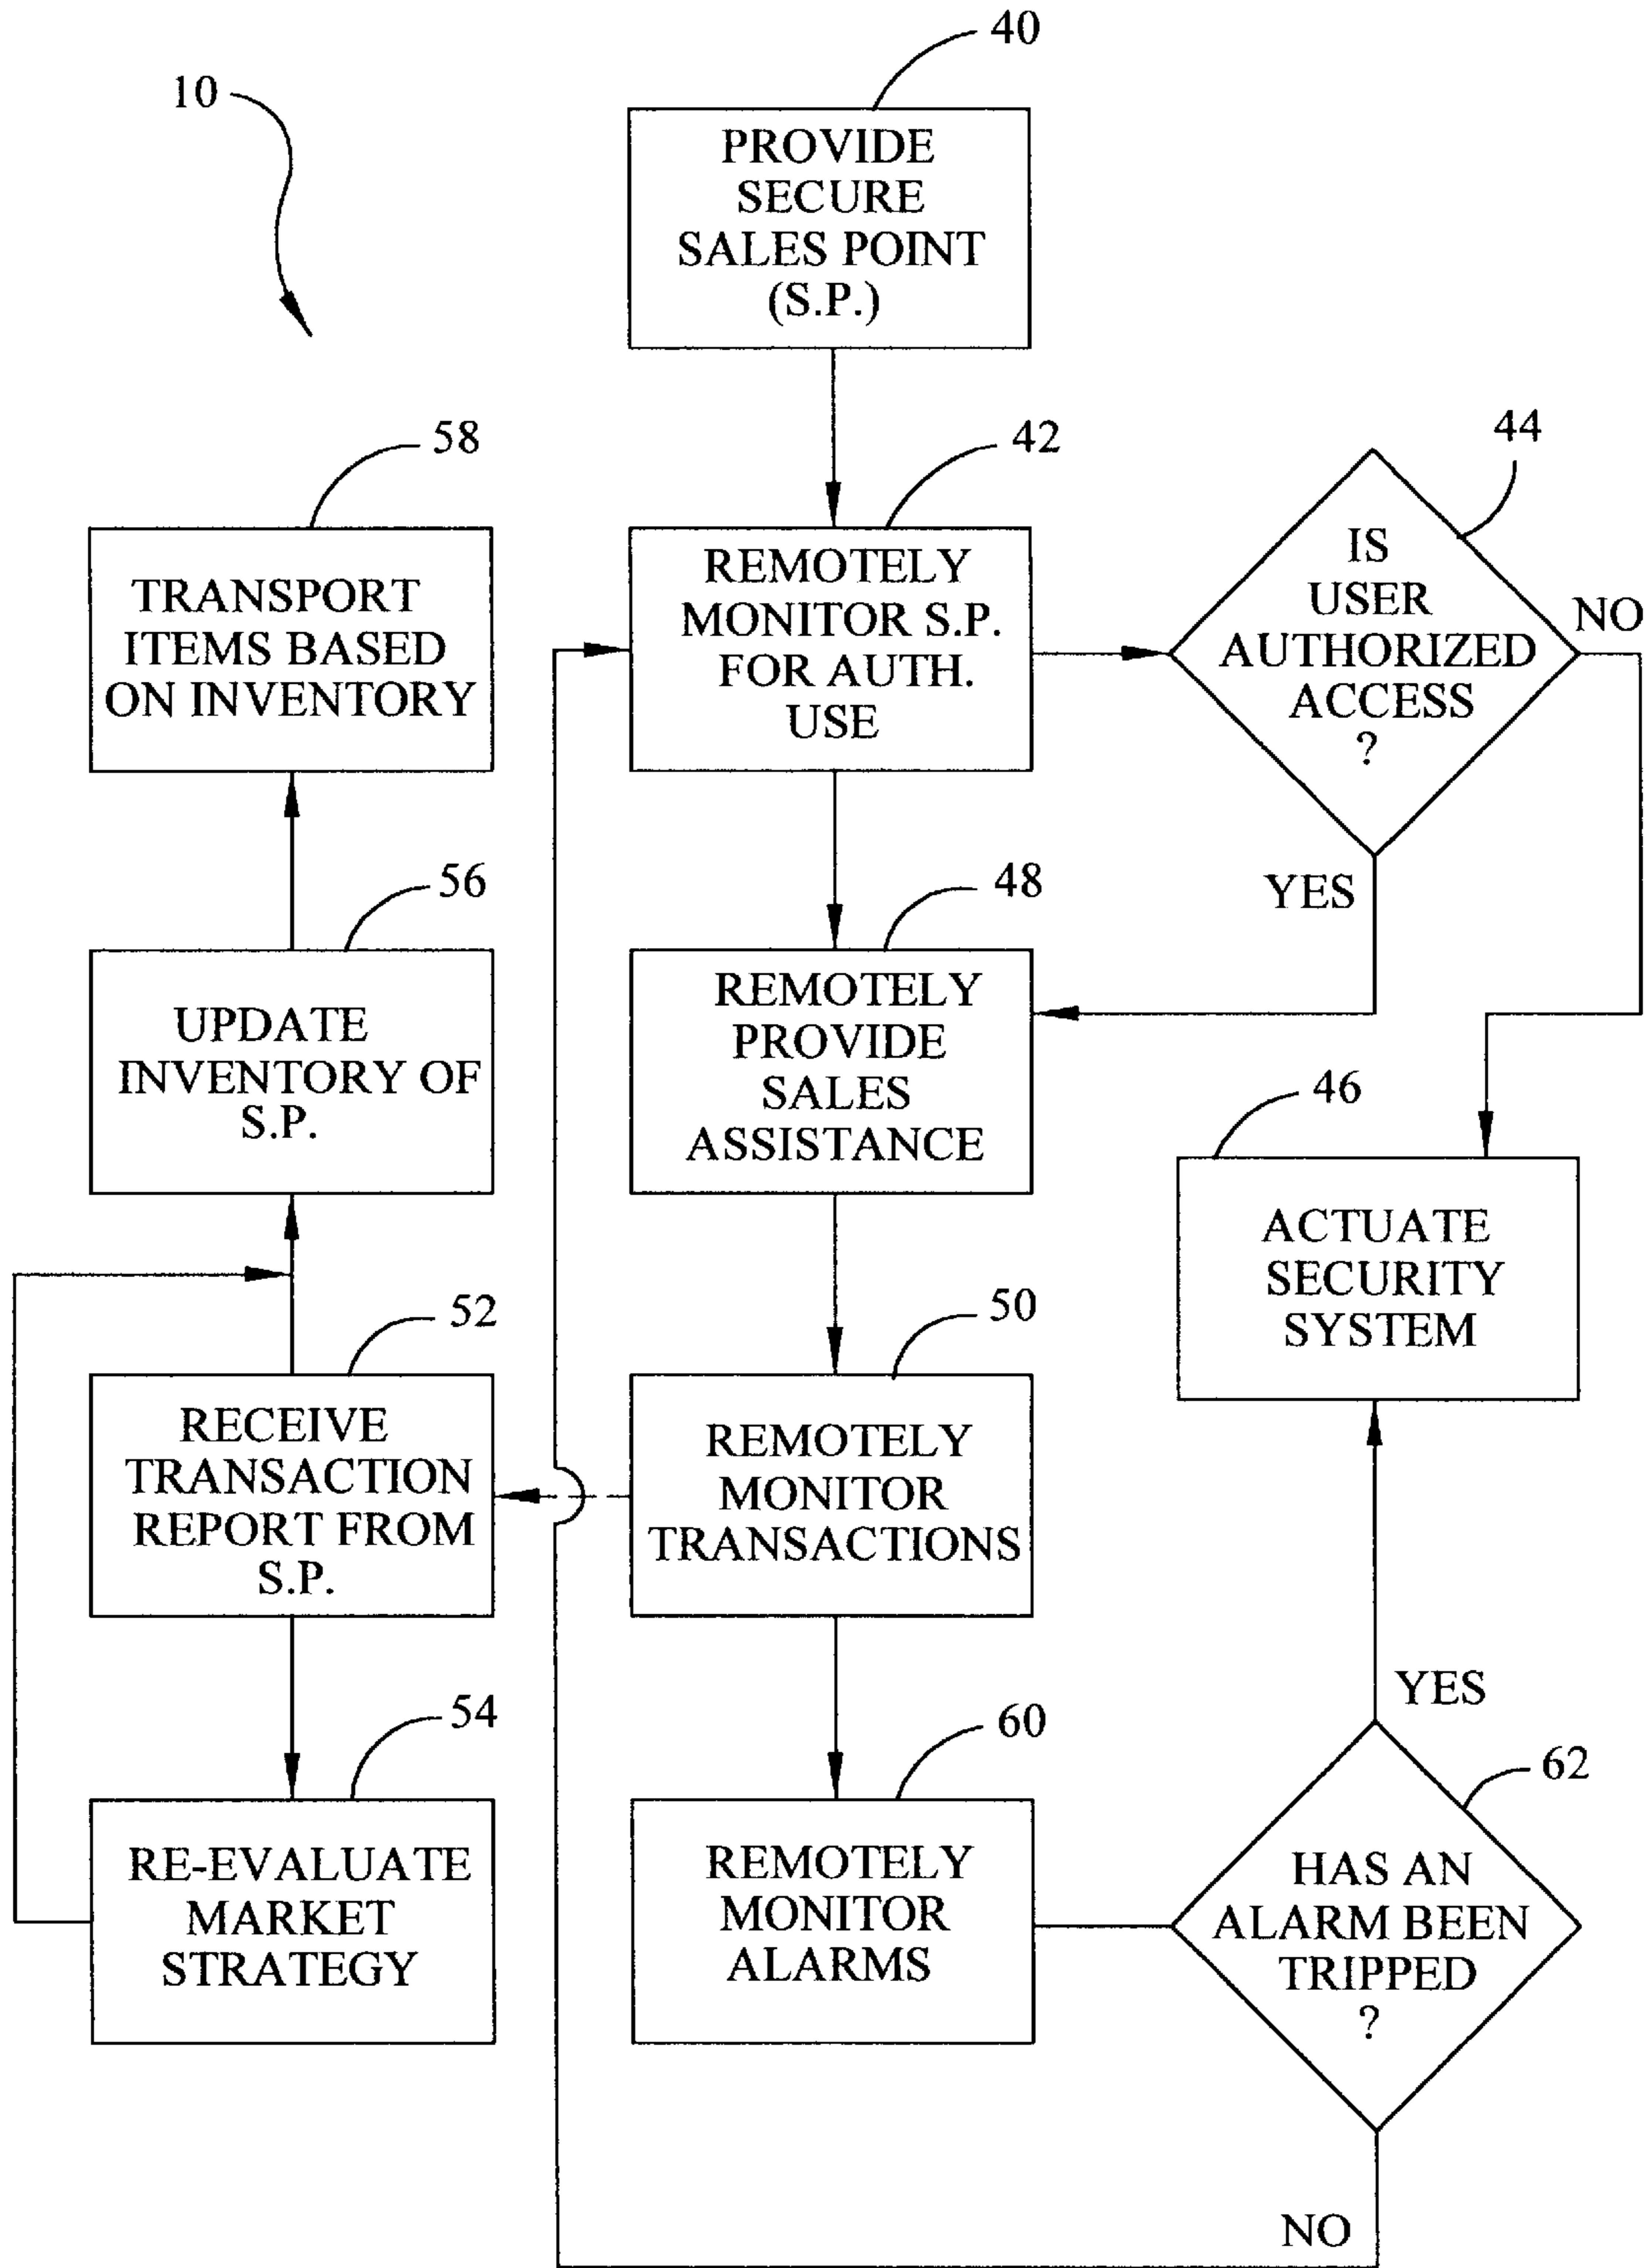 40
10
PROVIDE
SECURE
SALES POINT
(S.P.)
58
TRANSPORT
ITEMS BASED
ON INVENTORY
42
REMOTELY
MONITOR S.P.
FOR AUTH.
USE
44
IS
USER
AUTHORIZED
ACCESS
?
NO
YES
56
UPDATE
INVENTORY OF
S.P.
48
REMOTELY
PROVIDE
SALES
ASSISTANCE
46
ACTUATE
SECURITY
SYSTEM
52
RECEIVE
TRANSACTION
REPORT FROM
S.P.
50
REMOTELY
MONITOR
TRANSACTIONS
54
RE-EVALUATE
MARKET
STRATEGY
60
REMOTELY
MONITOR
ALARMS
YES
62
HAS AN
ALARM BEEN
TRIPPED
?
NO